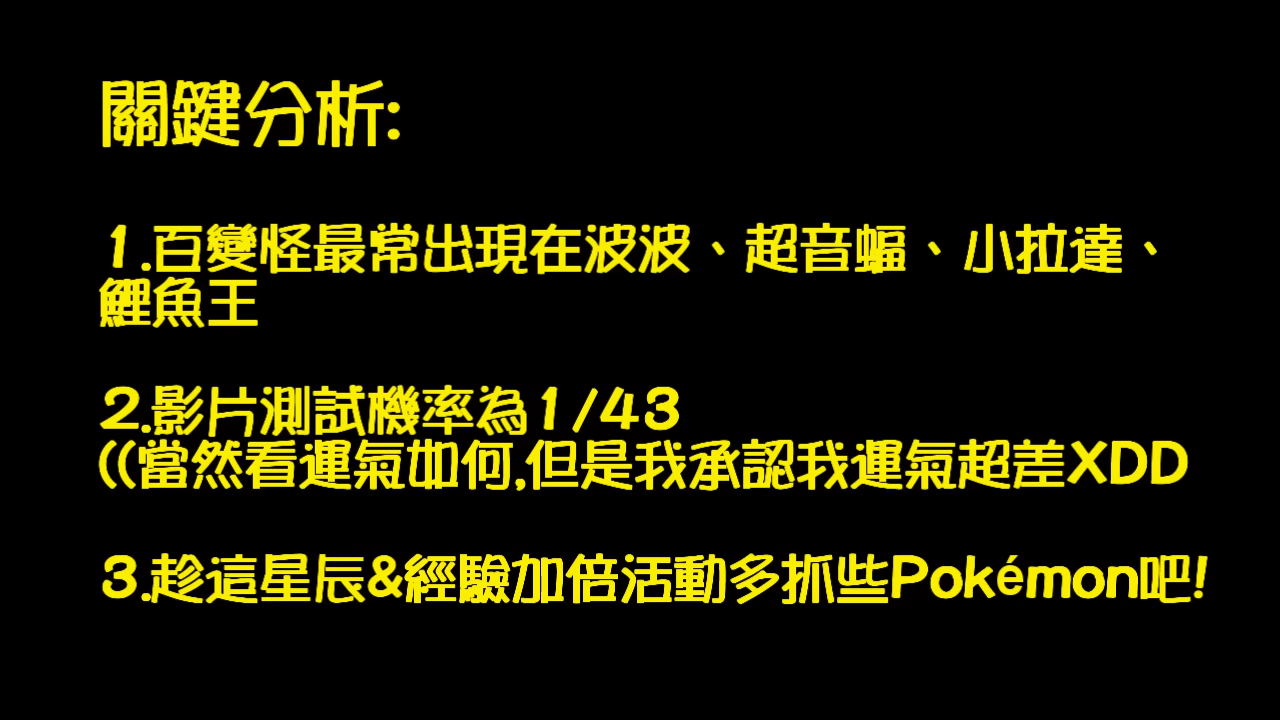 關鍵分析:
1.百變怪最常出現在波波、超音蝠、小拉達、
鯉魚王
2.影片測試機率為1/43
((當然看運氣如何,但是我承認我運氣超差XDD
3.趁這星辰&經驗加倍活動多抓些Pokémon吧!